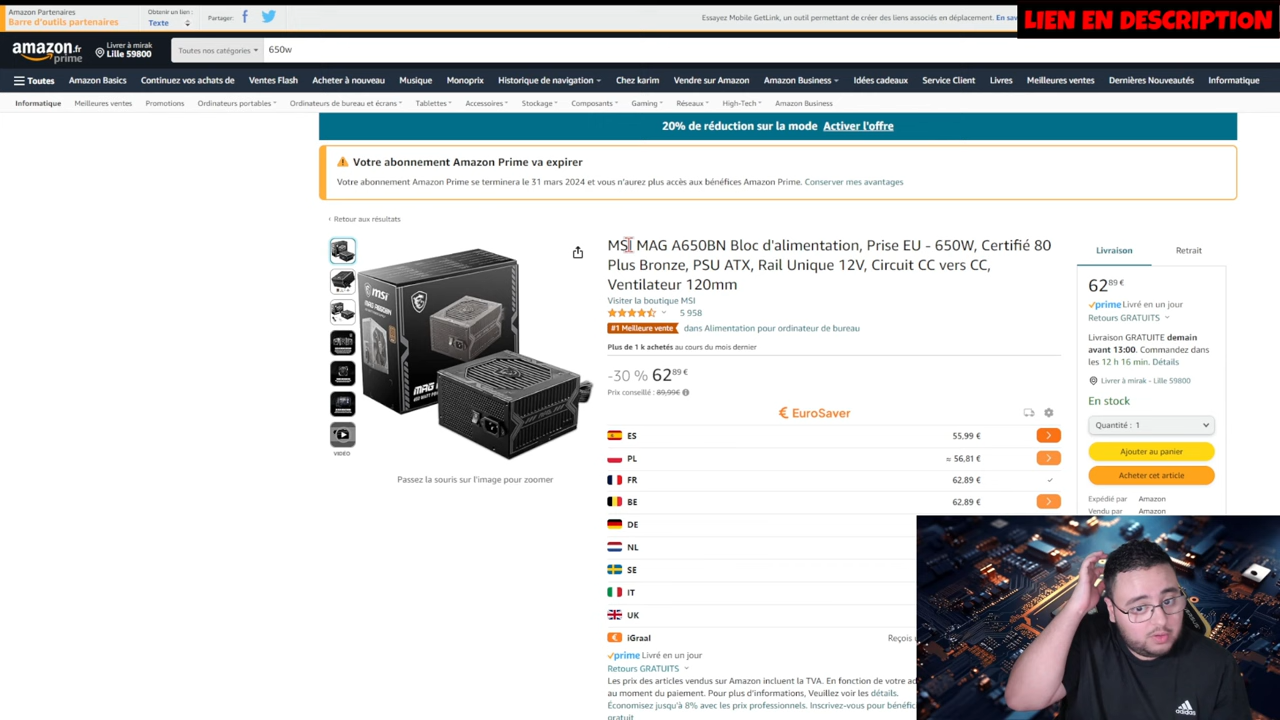 Amazon Partenaires
Barre d'outils partenaires
Obtenir un lien :
Texte
Partager:
Essayez Mobile GetLink, un outil permettant de créer des liens associés en déplacement. En sav
LIEN EN DESCRIPTION
amazon.fr
prime
Livrer à mirak
Lille 59800
Toutes nos catégories
650w
Toutes
Amazon Basics
Continuez vos achats de
Ventes Flash
Acheter à nouveau
Musique
Monoprix
Historique de navigation
Chez karim
Vendre sur Amazon
Amazon Business
Idées cadeaux
Service Client
Livres
Meilleures ventes
Dernières Nouveautés
Informatique
Informatique
Meilleures ventes
Promotions
Ordinateurs portables
Ordinateurs de bureau et écrans
Tablettes
Accessoires
Stockage
Composants
Gaming
Réseaux
High-Tech
Amazon Business
20% de réduction sur la mode Activer l'offre
Votre abonnement Amazon Prime va expirer
Votre abonnement Amazon Prime se terminera le 31 mars 2024 et vous n'aurez plus accès aux bénéfices Amazon Prime. Conserver mes avantages
‹ Retour aux résultats
VIDÉO
msi
Passez la souris sur l'image pour zoomer
MSI MAG A650BN Bloc d'alimentation, Prise EU - 650W, Certifié 80
Plus Bronze, PSU ATX, Rail Unique 12V, Circuit CC vers CC,
Ventilateur 120mm
Visiter la boutique MSI
5 958
#1 Meilleure vente dans Alimentation pour ordinateur de bureau
Plus de 1 k achetés au cours du mois dernier
-30 % 62 89 €
Prix conseillé : 89,99€
EuroSaver
ES 55,99 €
PL = 56,81 €
FR 62,89 €
BE 62,89 €
DE
NL
SE
IT
UK
iGraal Reçois
prime Livré en un jour
Retours GRATUITS
Les prix des articles vendus sur Amazon incluent la TVA. En fonction de votre
au moment du paiement. Pour plus d'informations, Veuillez voir les détails.
Économisez jusqu'à 8% avec les prix professionnels. Inscrivez-vous pour
gratuit
Livraison
Retrait
62 89 €
prime Livré en un jour
Retours GRATUITS
Livraison GRATUITE demain
avant 13:00. Commandez dans
les 12 h 16 min. Détails
Livrer à mirak - Lille 59800
En stock
Quantité : 1
Ajouter au panier
Acheter cet article
Expédié par Amazon
Vendu par Amazon
adidas